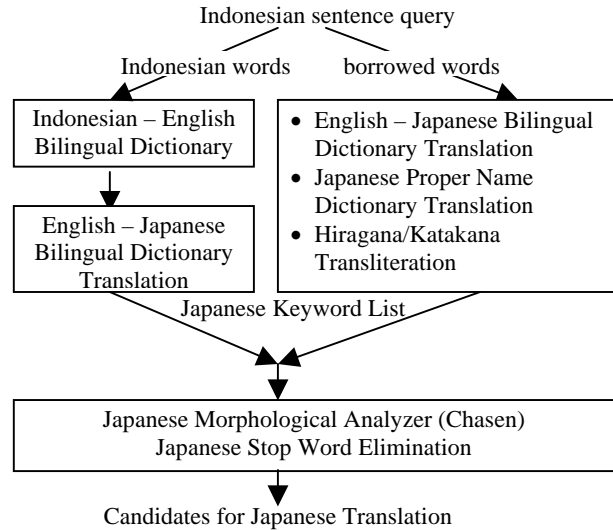 Indonesian sentence query
Indonesian words
borrowed words
Indonesian – English
Bilingual Dictionary
English – Japanese
Bilingual Dictionary
Translation
• English – Japanese Bilingual
Dictionary Translation
• Japanese Proper Name
Dictionary Translation
• Hiragana/Katakana
Transliteration
Japanese Keyword List
Japanese Morphological Analyzer (Chasen)
Japanese Stop Word Elimination
Candidates for Japanese Translation